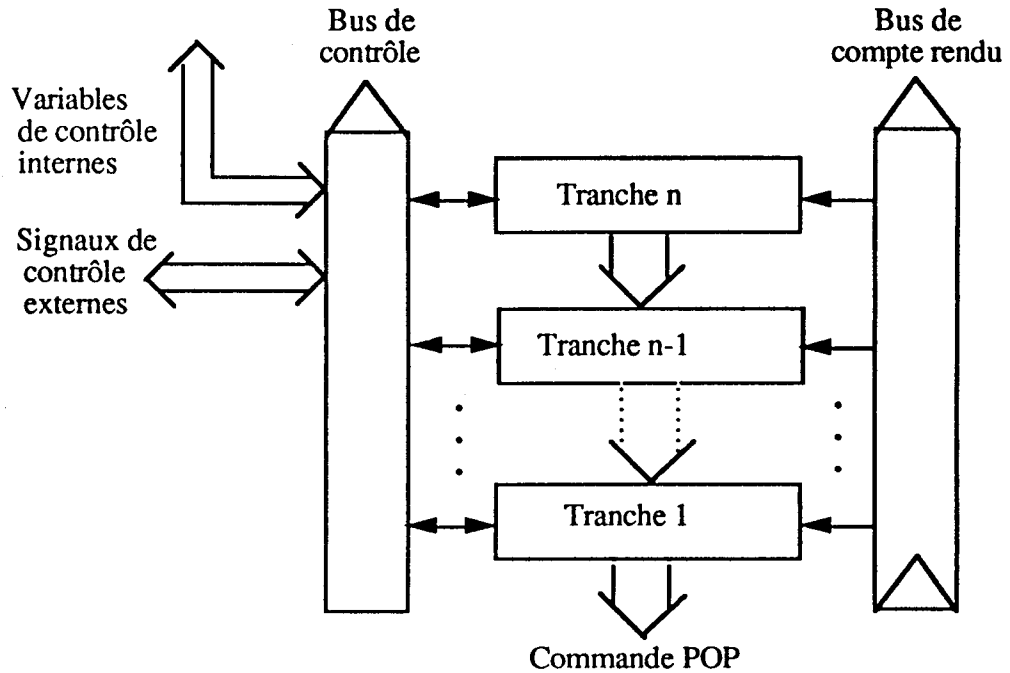 Bus de
contrôle
Bus de
compte rendu
Variables
de contrôle
internes
Tranche n
Signaux de
contrôle
externes
Tranche n-1
Tranche 1
Commande POP